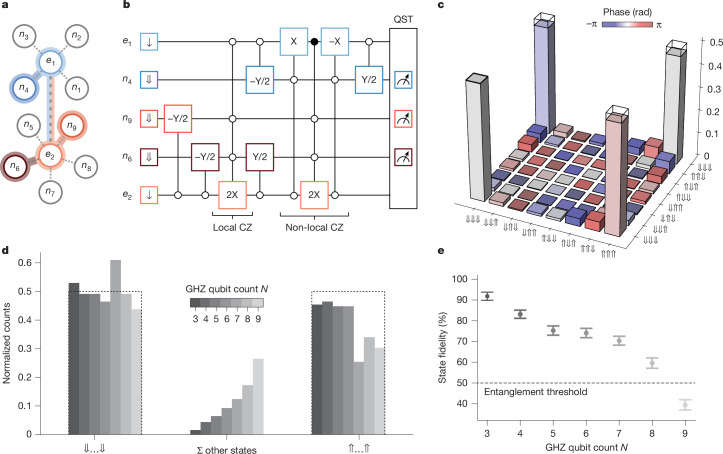 a
n3
n2
e1
n4
n1
n5
n9
e2
n6
n8
n7
b
QST
e1
↓
X
−X
n4
⇓
−Y/2
Y/2
n9
⇓
−Y/2
n6
⇓
−Y/2
Y/2
e2
↓
2X
2X
Local CZ
Non-local CZ
c
Phase (rad)
−π
π
0.5
0.4
0.3
0.2
0.1
0
d
Normalized counts
0.6
0.5
0.4
0.3
0.2
0.1
0
GHZ qubit count N
3 4 5 6 7 8 9
⇓...⇓
Σ other states
⇑...⇑
e
State fidelity (%)
100
90
80
70
60
50
40
Entanglement threshold
3 4 5 6 7 8 9
GHZ qubit count N